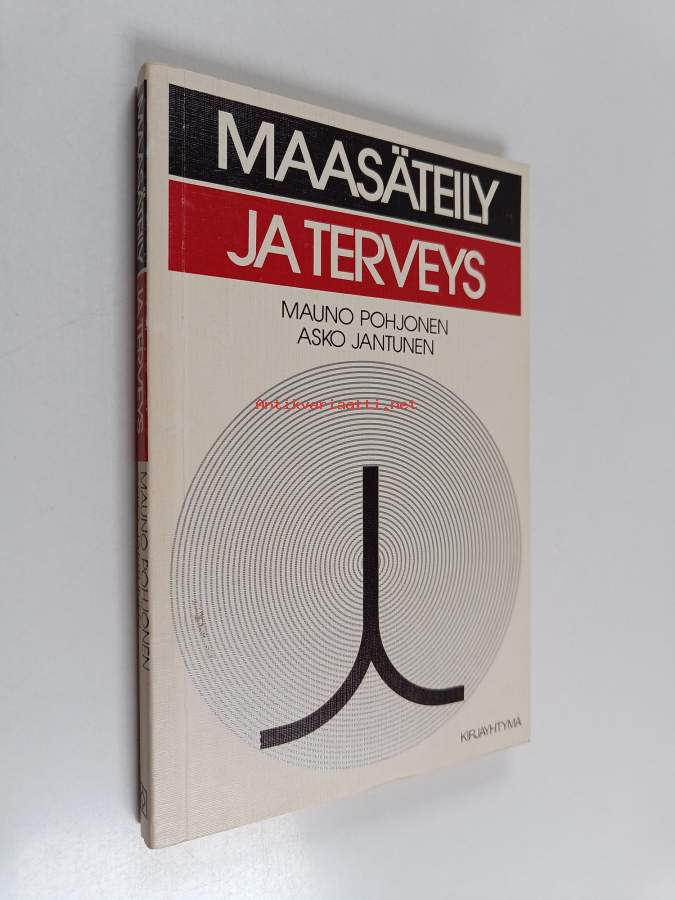 MAASÄTEILY
JA TERVEYS
MAUNO POHJONEN
ASKO JANTUNEN
Antikvariaatti.net
KIRJAYHTYMÄ
MAASÄTEILY JA TERVEYS MAUNO POHJONEN